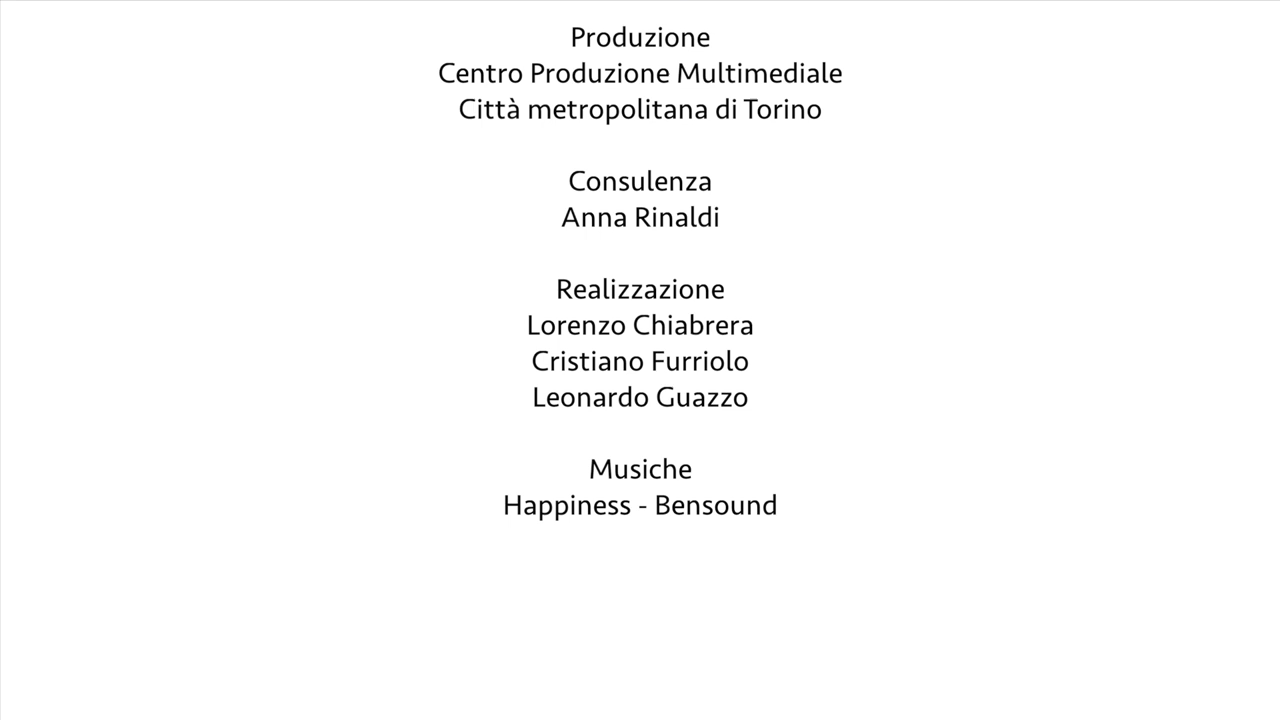 Produzione
Centro Produzione Multimediale
Città metropolitana di Torino
Consulenza
Anna Rinaldi
Realizzazione
Lorenzo Chiabrera
Cristiano Furriolo
Leonardo Guazzo
Musiche
Happiness - Bensound